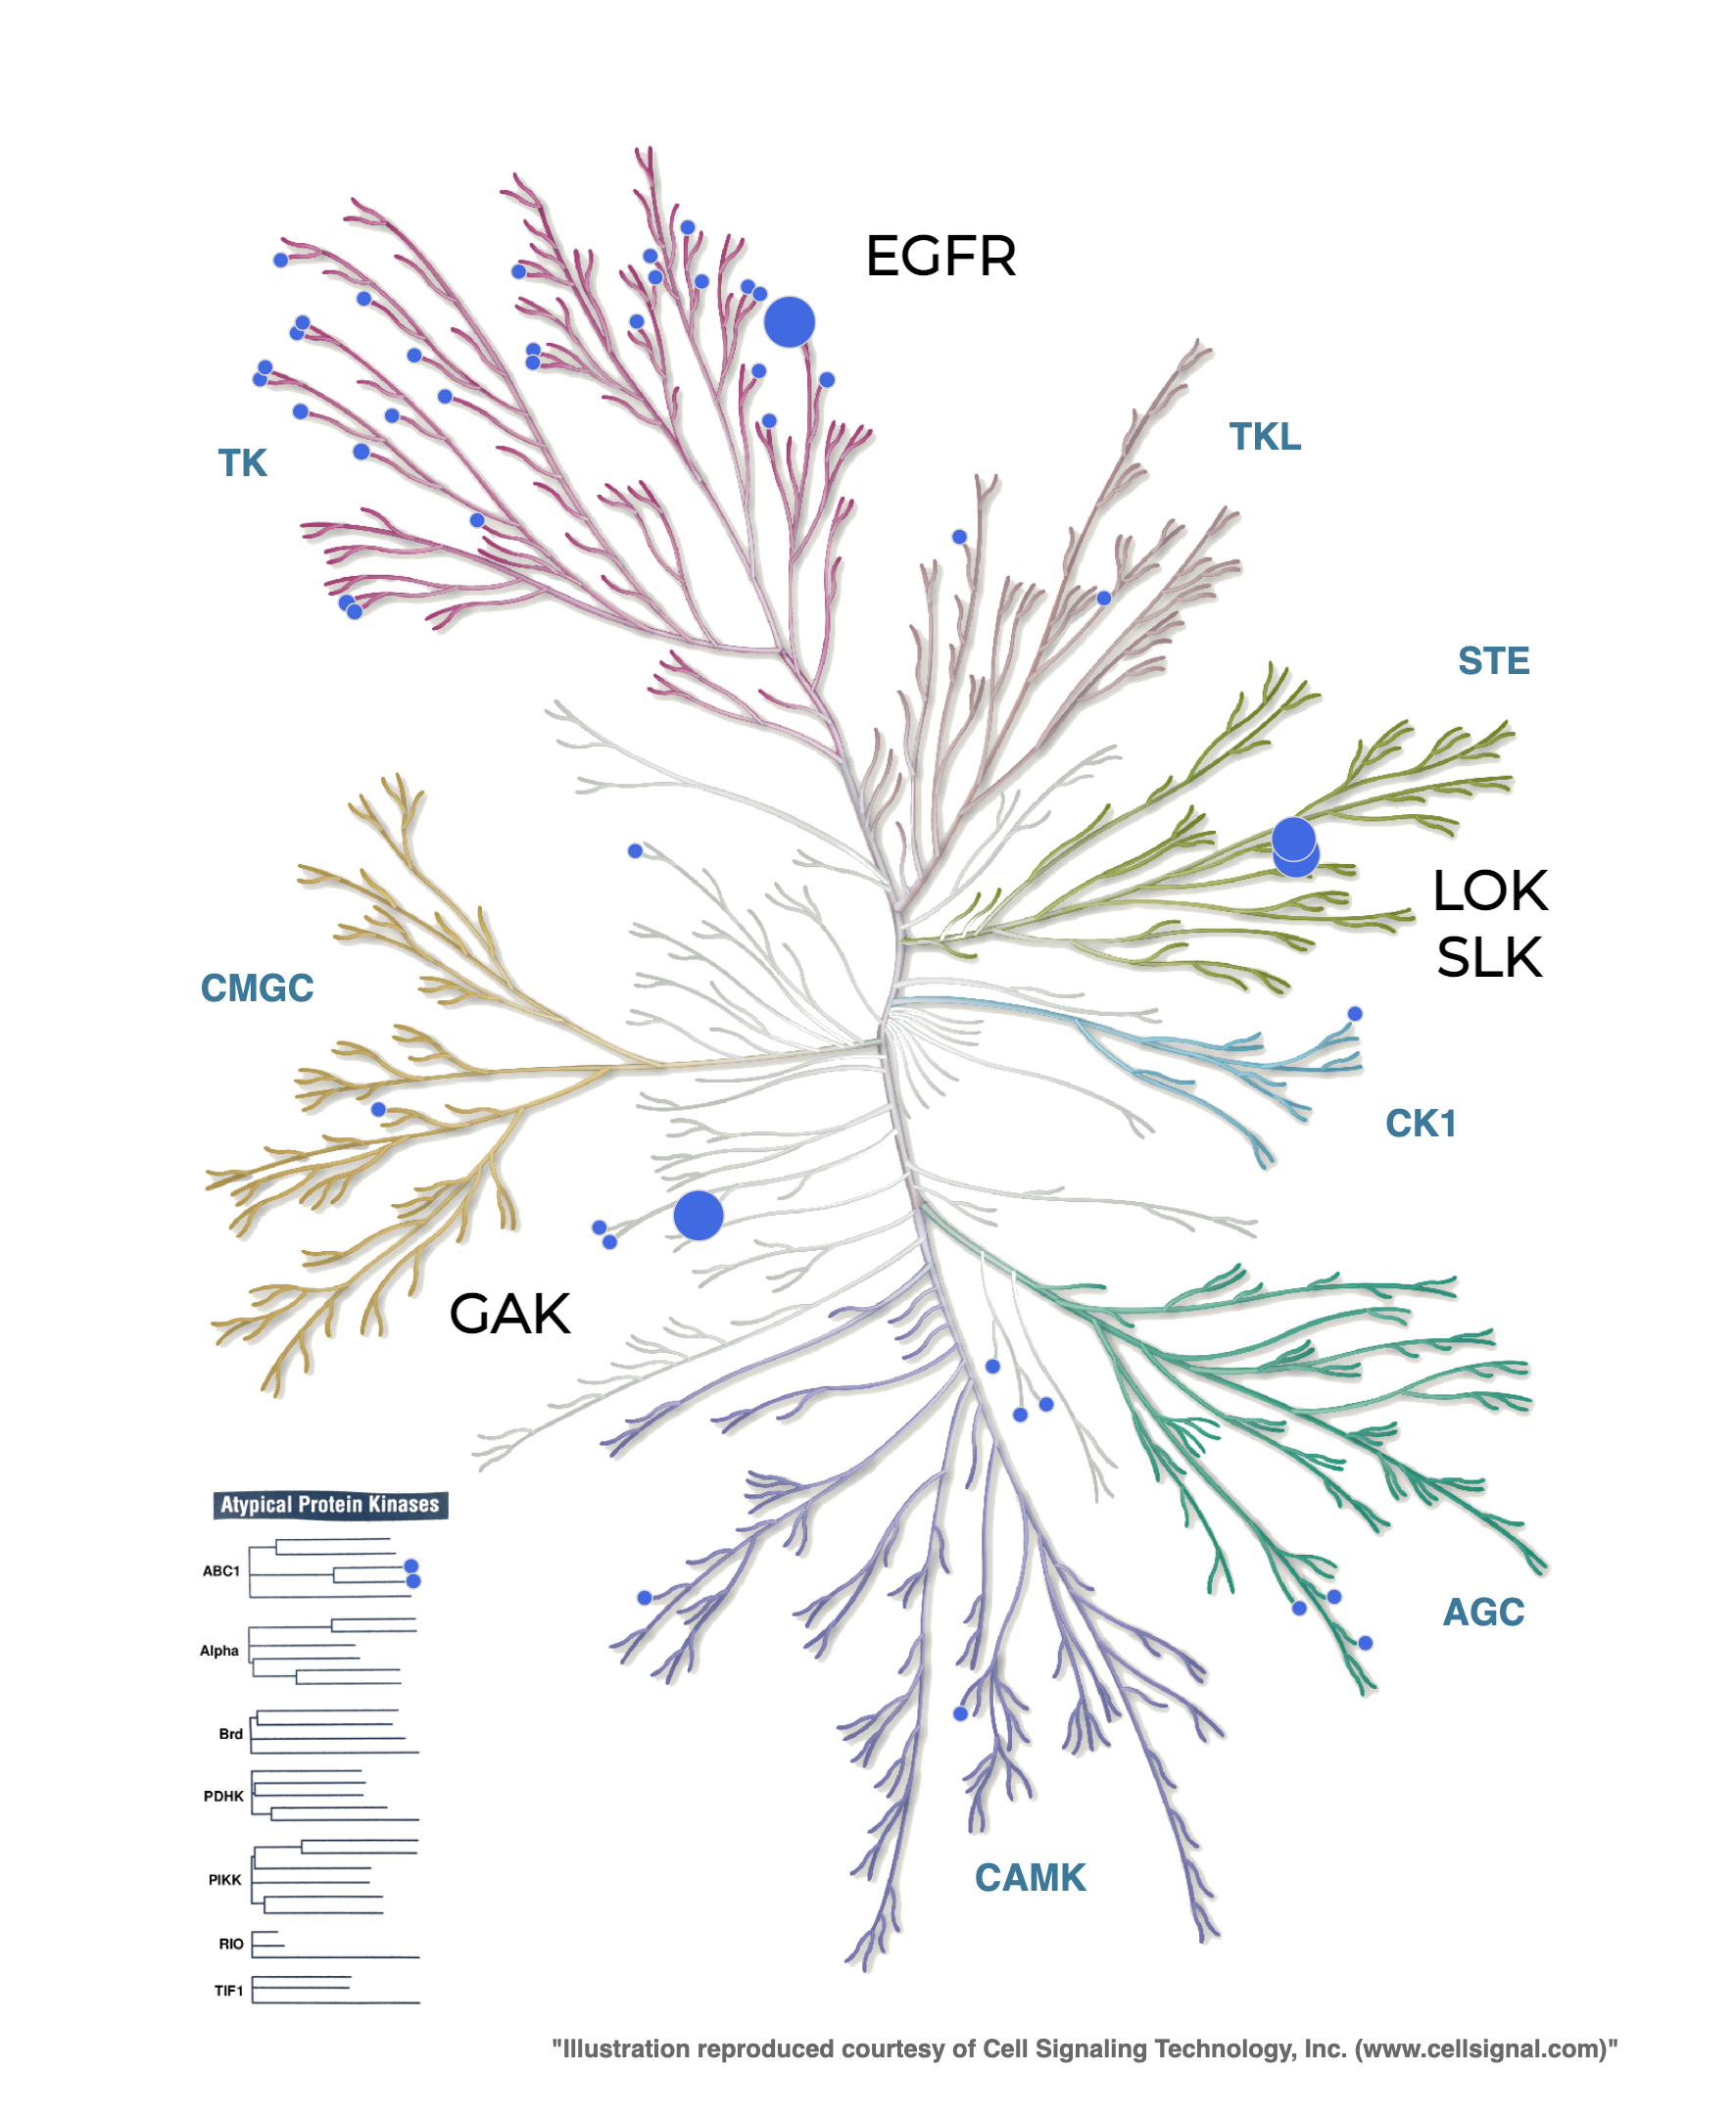 EGFR
TKL
TK
STE
LOK
SLK
CMGC
CK1
GAK
Atypical Protein Kinases
ABC1
AGC
Alpha
Brd
PDHK
CAMK
PIKK
RIO
TIF1
"Illustration reproduced courtesy of Cell Signaling Technology, Inc. (www.cellsignal.com)"